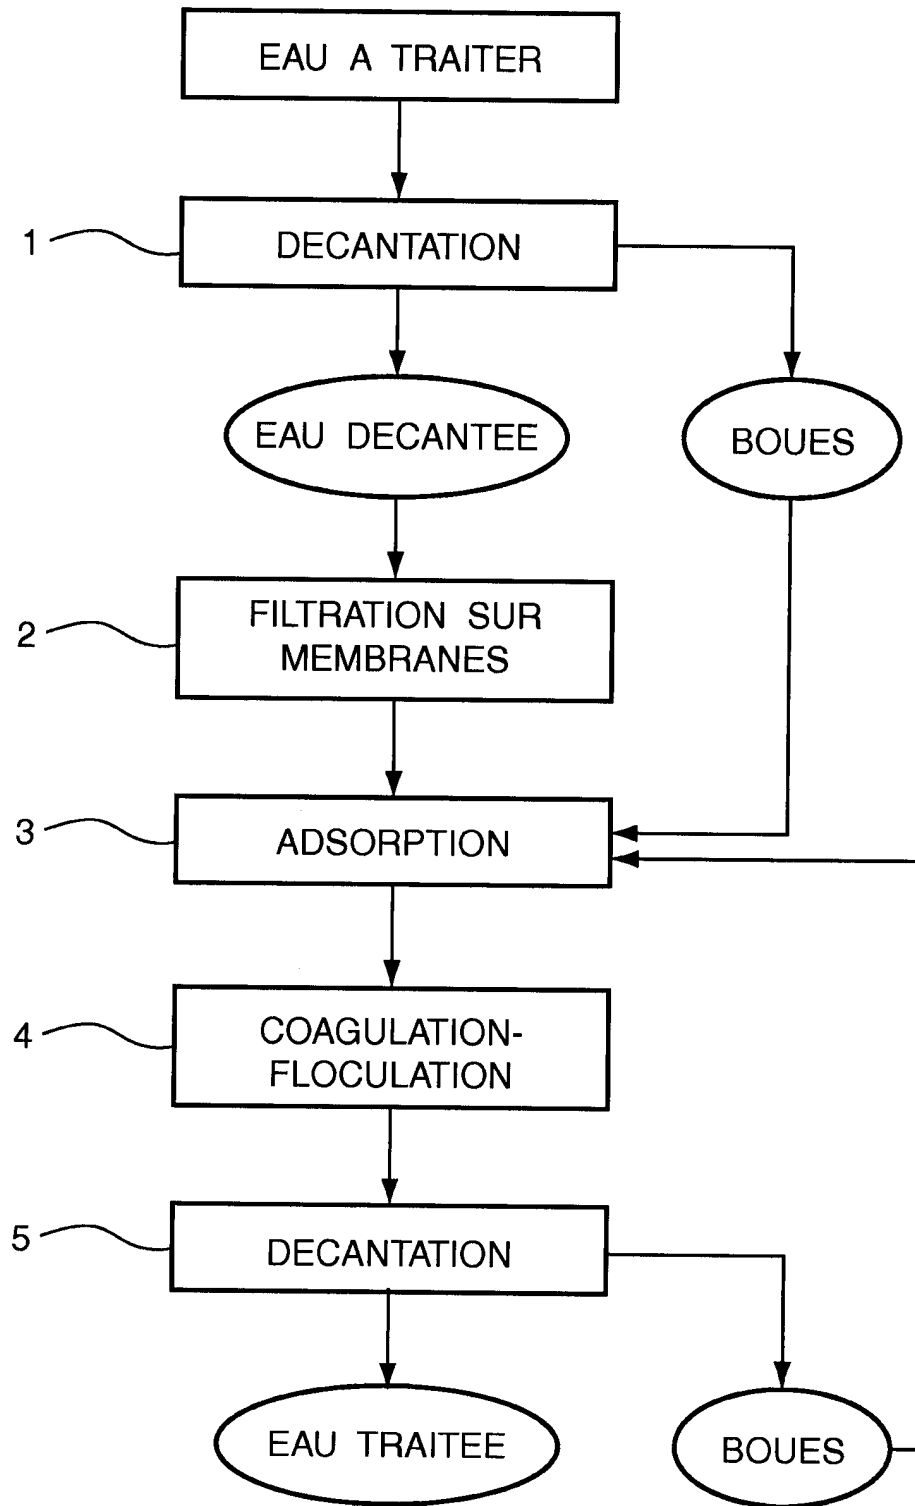 EAU A TRAITER
1
DECANTATION
EAU DECANTEE
BOUES
2
FILTRATION SUR
MEMBRANES
3
ADSORPTION
4
COAGULATION-
FLOCULATION
5
DECANTATION
EAU TRAITEE
BOUES